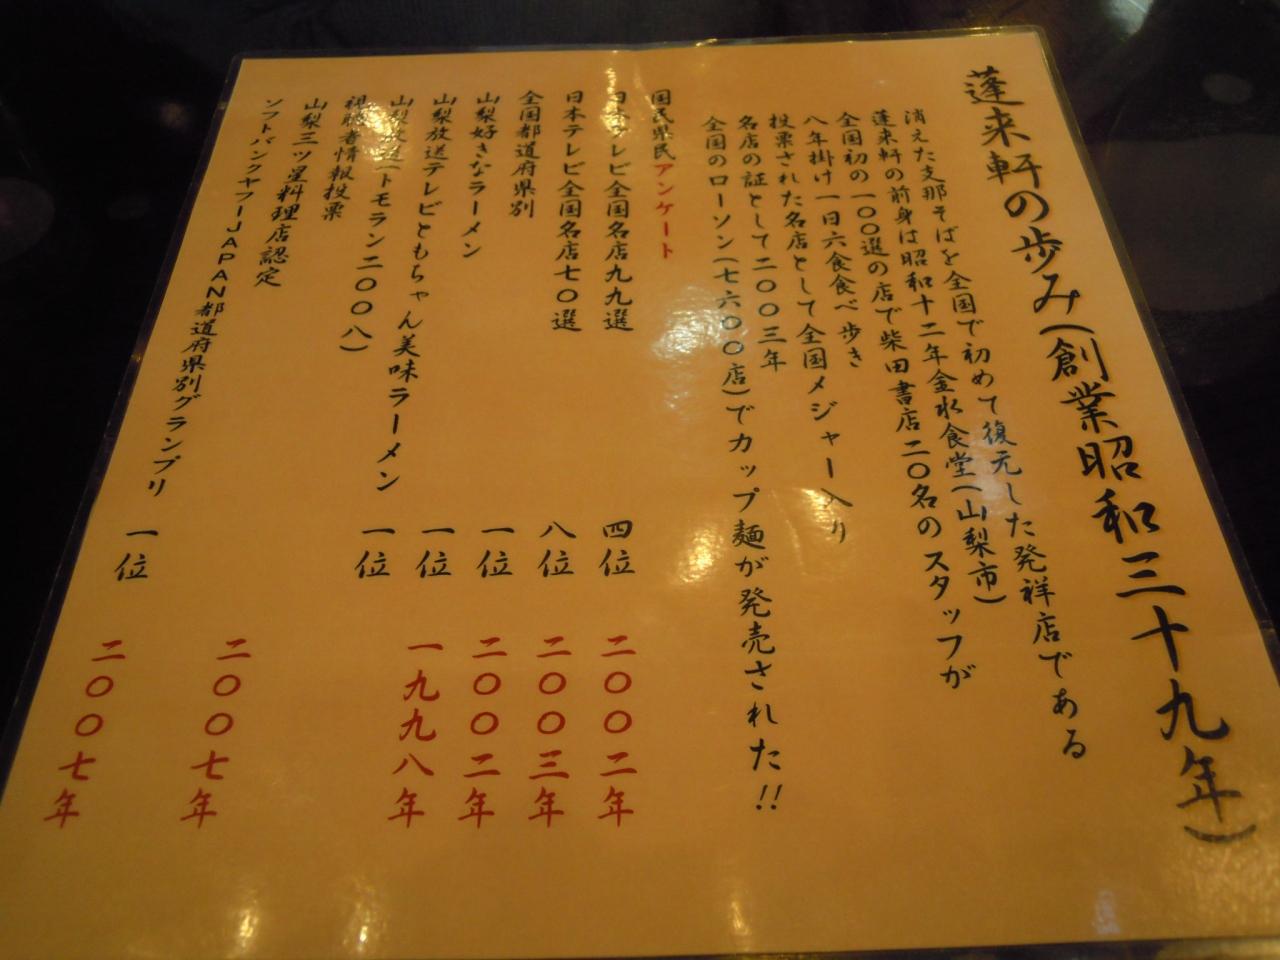 蓬来軒の歩み(創業昭和三十九年)
消えた支那そばを全国で初めて復元した発祥店である
蓬来軒の前身は昭和十二年金水食堂(山梨市)
全国初の一〇〇選の店で柴田書店二〇名のスタッフが
八年掛け一日六食食べ歩き
投票された名店として全国メジャー入り
名店の証として二〇〇三年
全国のローソン(七六〇〇店)でカップ麺が発売された!!
国民県民アンケート
日本テレビ全国名店九九選 四位 二〇〇二年
日本テレビ全国名店七〇選 八位 二〇〇三年
全国都道府県別
山梨好きなラーメン 一位 二〇〇二年
山梨放送テレビともちゃん美味ラーメン 一位 一九九八年
山梨放送(トモラン二〇〇八)
視聴者情報投票 一位
山梨三ツ星料理店認定 二〇〇七年
ソフトバンクヤフーJAPAN都道府県別グランプリ 一位 二〇〇七年